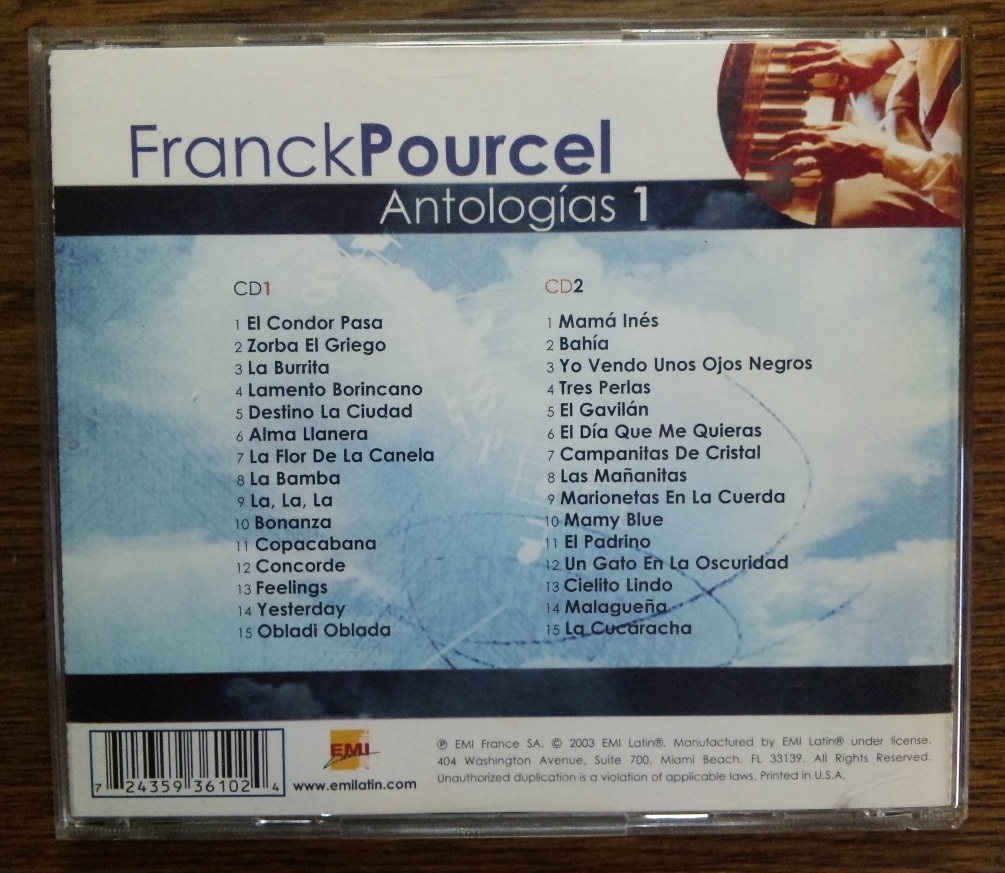 FranckPourcel
Antologías 1
CD1
1 El Condor Pasa
2 Zorba El Griego
3 La Burrita
4 Lamento Borincano
5 Destino La Ciudad
6 Alma Llanera
7 La Flor De La Canela
8 La Bamba
9 La, La, La
10 Bonanza
11 Copacabana
12 Concorde
13 Feelings
14 Yesterday
15 Obladi Oblada
CD2
1 Mamá Inés
2 Bahía
3 Yo Vendo Unos Ojos Negros
4 Tres Perlas
5 El Gavilán
6 El Día Que Me Quieras
7 Campanitas De Cristal
8 Las Mañanitas
9 Marionetas En La Cuerda
10 Mamy Blue
11 El Padrino
12 Un Gato En La Oscuridad
13 Cielito Lindo
14 Malagueña
15 La Cucaracha
7 24359 36102 4
EMI
www.emilatin.com
℗ EMI France SA. © 2003 EMI Latin®. Manufactured by EMI Latin® under license.
404 Washington Avenue, Suite 700, Miami Beach, FL 33139. All Rights Reserved.
Unauthorized duplication is a violation of applicable laws. Printed in U.S.A.